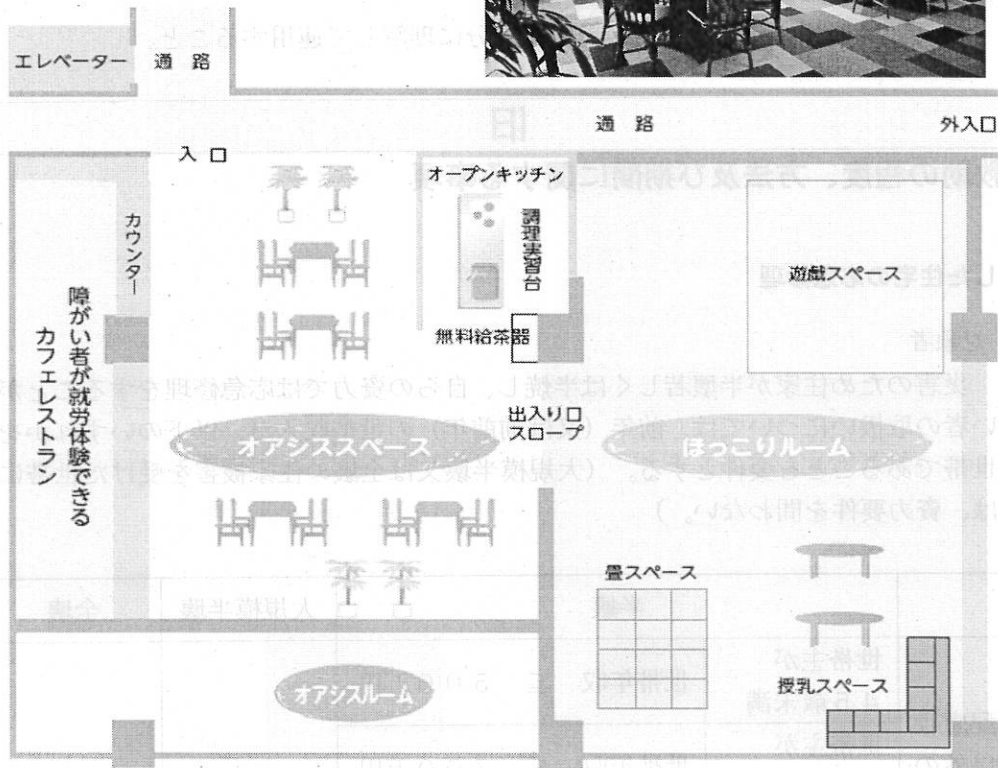 エレベーター
通 路
通 路
外入口
入 口
オープンキッチン
調理実習台
カウンター
遊戯スペース
障がい者が就労体験できる
カフェレストラン
無料給茶器
出入り口
スロープ
オアシススペース
ほっこりルーム
畳スペース
授乳スペース
オアシスルーム